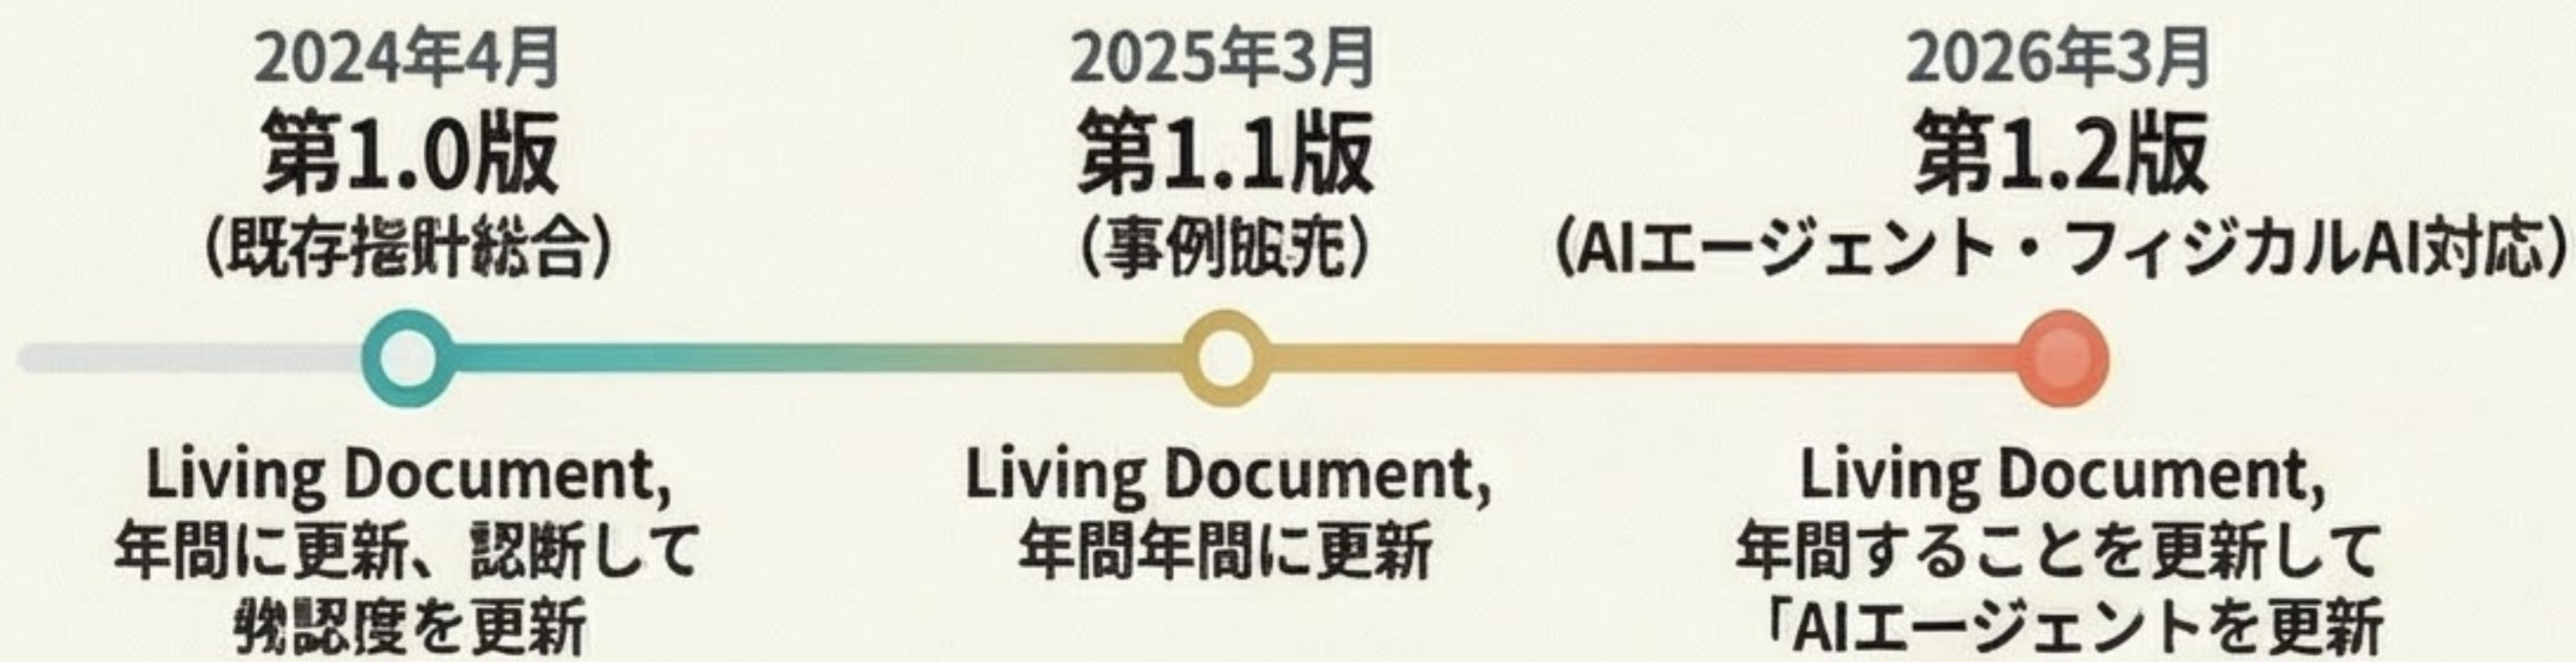 2024年4月
第1.0版
（既存合）
Living Document,
年間に更新、認断して
認度を更新
2025年3月
第1.1版
（事例）
Living Document,
年間年間に更新
2026年3月
第1.2版
（AIエージェント・フィジカルAI対応）
Living Document,
年間することを更新して
「AIエージェントを更新